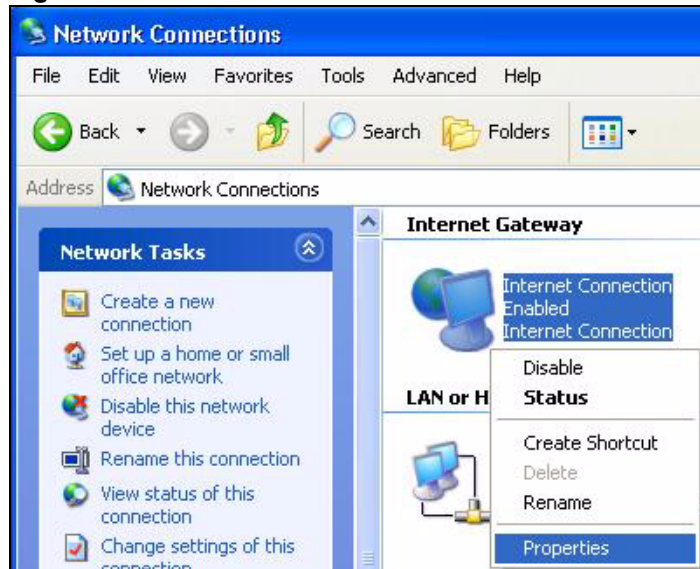 Network Connections
File Edit View Favorites Tools Advanced Help
Back Search Folders
Address Network Connections
Network Tasks
Create a new
connection
Set up a home or small
office network
Disable this network
device
Rename this connection
View status of this
connection
Change settings of this
connection
Internet Gateway
Internet Connection
Enabled
Internet Connection
LAN or H
Disable
Status
Create Shortcut
Delete
Rename
Properties